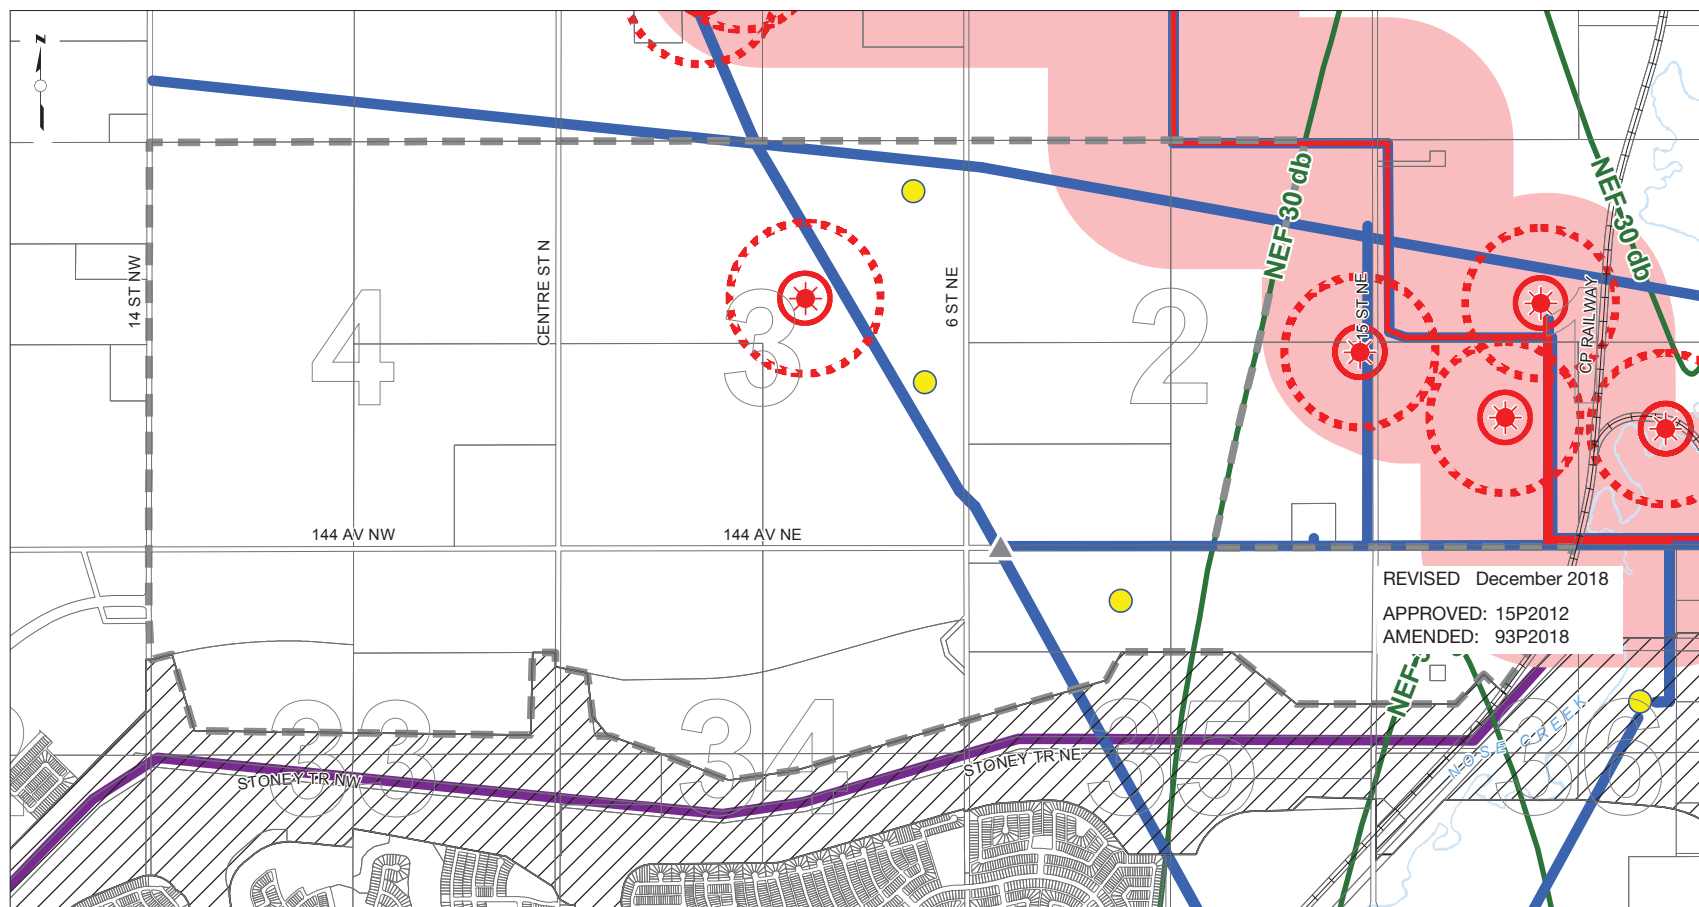 N
14 ST NW
CENTRE ST N
6 ST NE
15 ST NE
CP RAILWAY
NEF 30 db
NEF 30 db
4
3
2
1
144 AV NW
144 AV NE
REVISED December 2018
APPROVED: 15P2012
AMENDED: 93P2018
NEF
33
34
35
36
STONEY TR NW
STONEY TR NE
NOSE CREEK